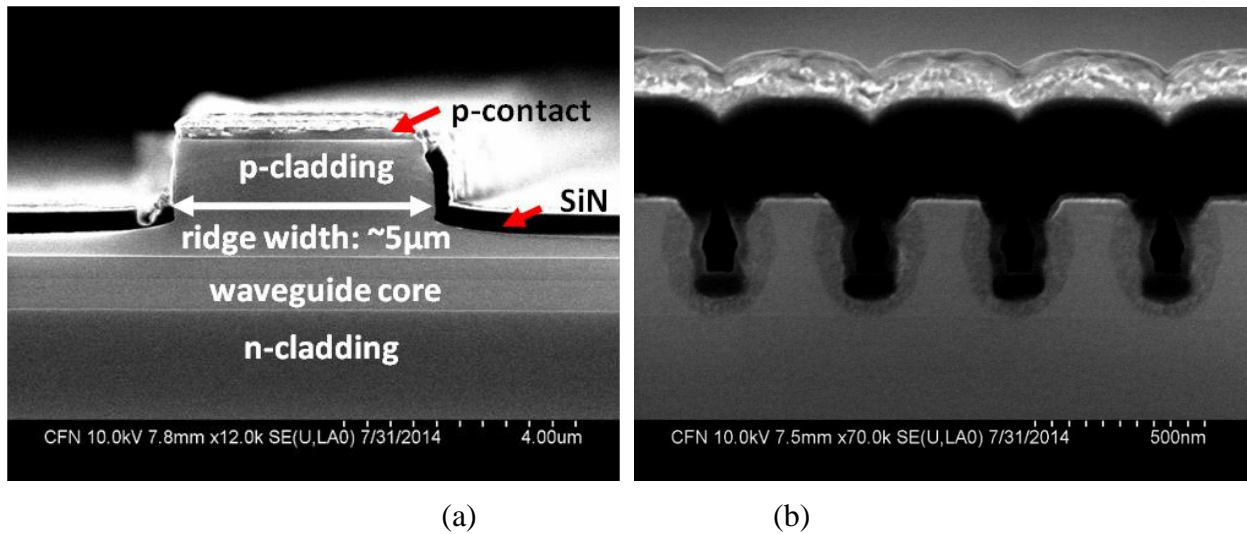 p-contact
p-cladding
SiN
ridge width: ~5μm
waveguide core
n-cladding
CFN 10.0kV 7.8mm x12.0k SE(U,LA0) 7/31/2014 4.00um
CFN 10.0kV 7.5mm x70.0k SE(U,LA0) 7/31/2014 500nm
(a)
(b)